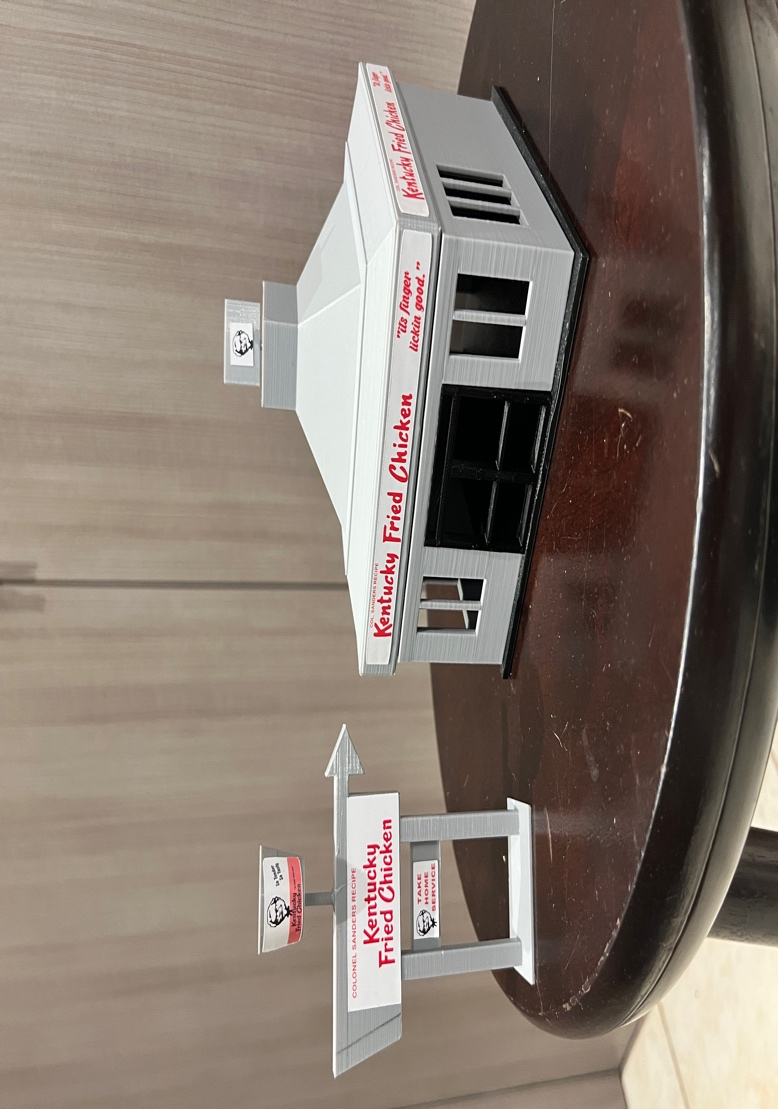 COLONEL SANDERS RECIPE
Kentucky
Fried Chicken
TAKE
HOME
SERVICE
Kentucky
Fried Chicken
COL. SANDERS RECIPE
Kentucky Fried Chicken
"its finger
lickin good."
Kentucky Fried Chicken